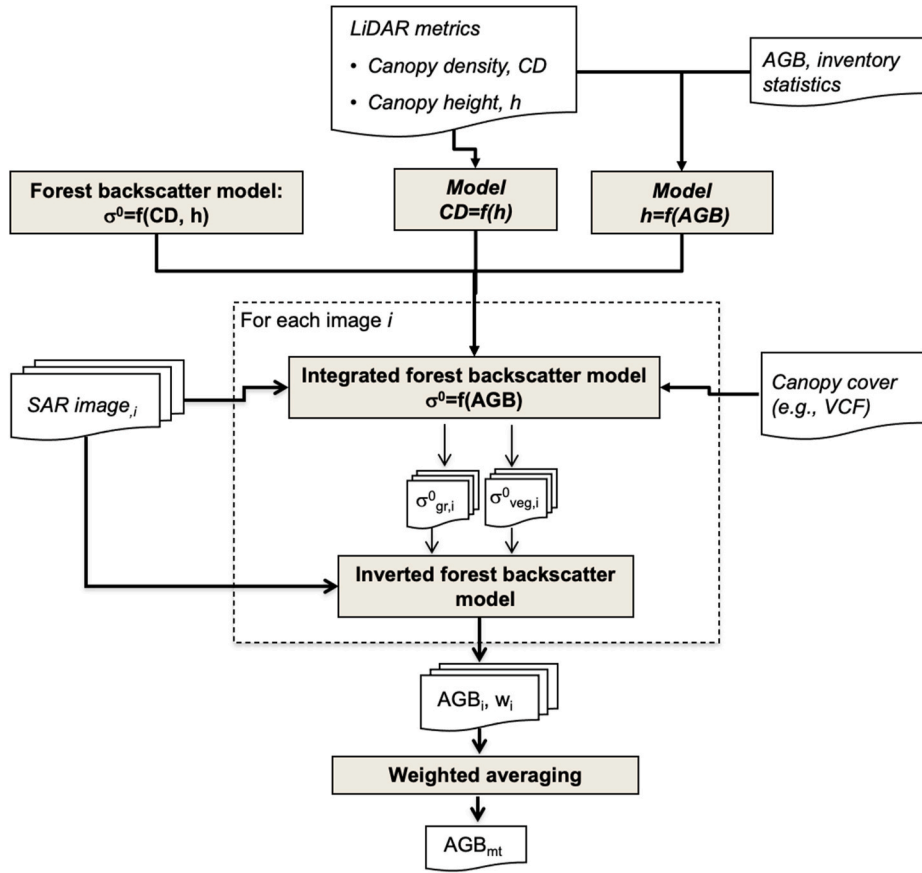 LiDAR metrics
• Canopy density, CD
• Canopy height, h
AGB, inventory
statistics
Forest backscatter model:
σ⁰=f(CD, h)
Model
CD=f(h)
Model
h=f(AGB)
For each image i
SAR image,i
Integrated forest backscatter model
σ⁰=f(AGB)
Canopy cover
(e.g., VCF)
σ⁰gr,i
σ⁰veg,i
Inverted forest backscatter
model
AGBi, wi
Weighted averaging
AGBmt